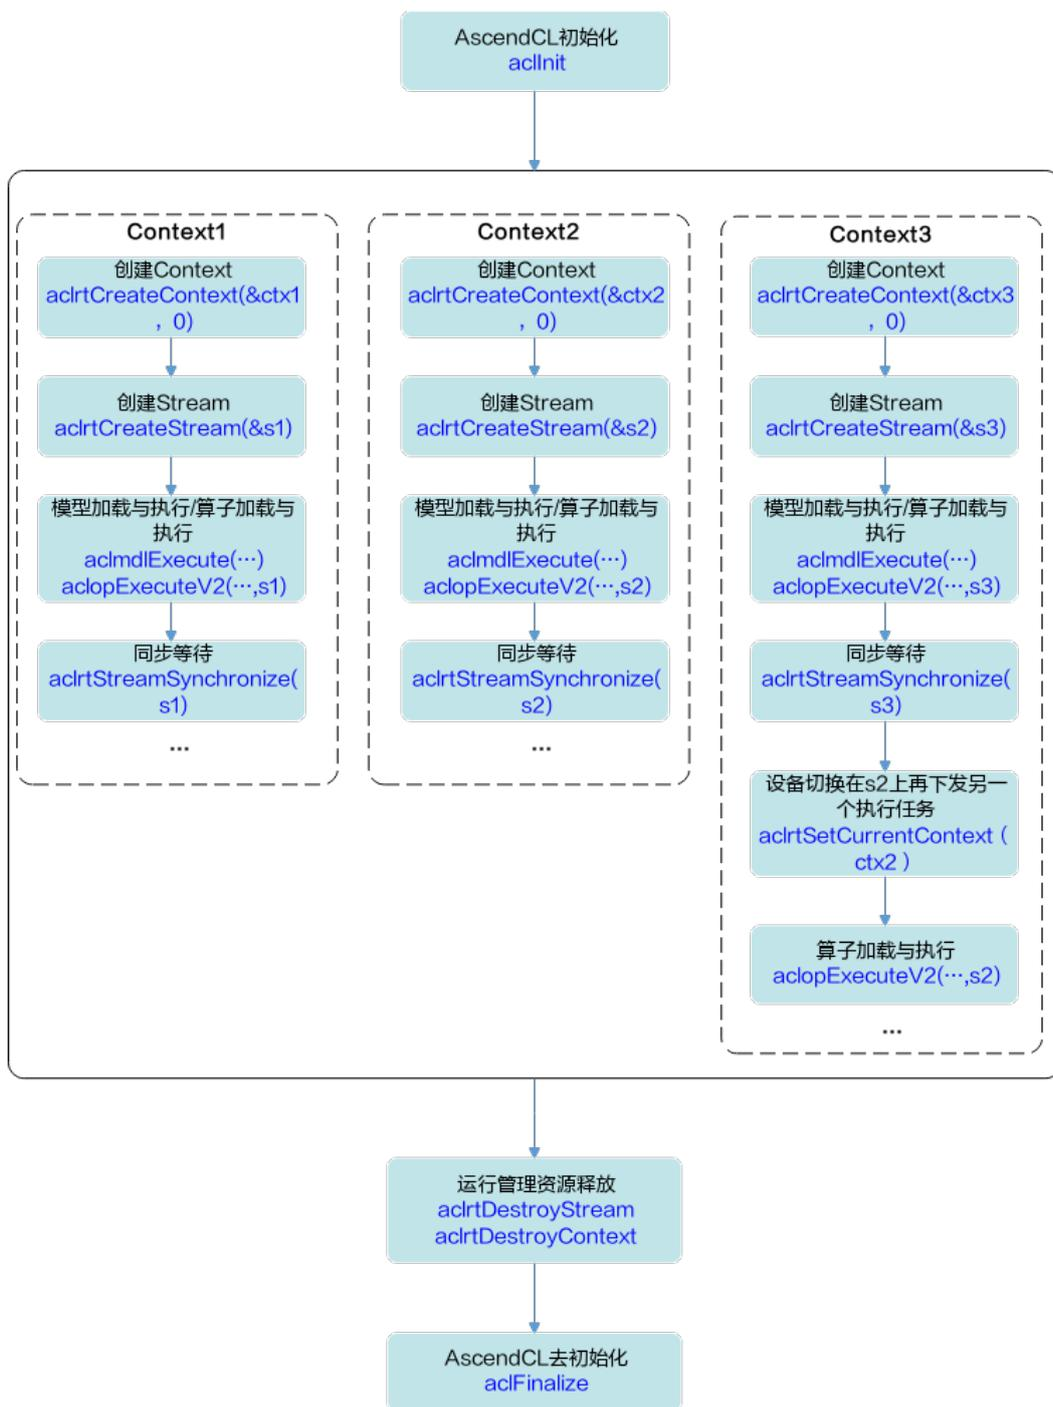 AscendCL初始化
aclInit
Context1
创建Context
aclrtCreateContext(&ctx1
，0)
创建Stream
aclrtCreateStream(&s1)
模型加载与执行/算子加载与
执行
aclmdlExecute(…)
aclopExecuteV2(…,s1)
同步等待
aclrtStreamSynchronize(
s1)
...
Context2
创建Context
aclrtCreateContext(&ctx2
，0)
创建Stream
aclrtCreateStream(&s2)
模型加载与执行/算子加载与
执行
aclmdlExecute(…)
aclopExecuteV2(…,s2)
同步等待
aclrtStreamSynchronize(
s2)
...
Context3
创建Context
aclrtCreateContext(&ctx3
，0)
创建Stream
aclrtCreateStream(&s3)
模型加载与执行/算子加载与
执行
aclmdlExecute(…)
aclopExecuteV2(…,s3)
同步等待
aclrtStreamSynchronize(
s3)
设备切换在s2上再下发另一
个执行任务
aclrtSetCurrentContext（
ctx2）
算子加载与执行
aclopExecuteV2(…,s2)
...
运行管理资源释放
aclrtDestroyStream
aclrtDestroyContext
AscendCL去初始化
aclFinalize